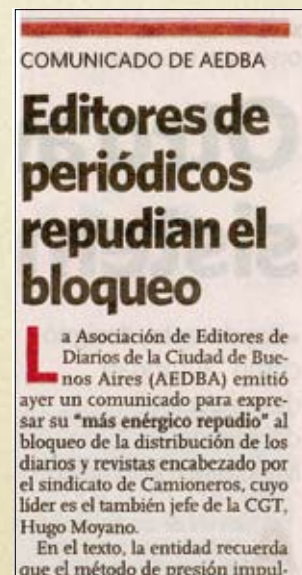 COMUNICADO DE AEDBA
Editores de
periódicos
repudian el
bloqueo
La Asociación de Editores de
Diarios de la Ciudad de Bue-
nos Aires (AEDBA) emitió
ayer un comunicado para expre-
sar su "más enérgico repudio" al
bloqueo de la distribución de los
diarios y revistas encabezado por
el sindicato de Camioneros, cuyo
líder es el también jefe de la CGT,
Hugo Moyano.
En el texto, la entidad recuerda
que el método de presión impul-